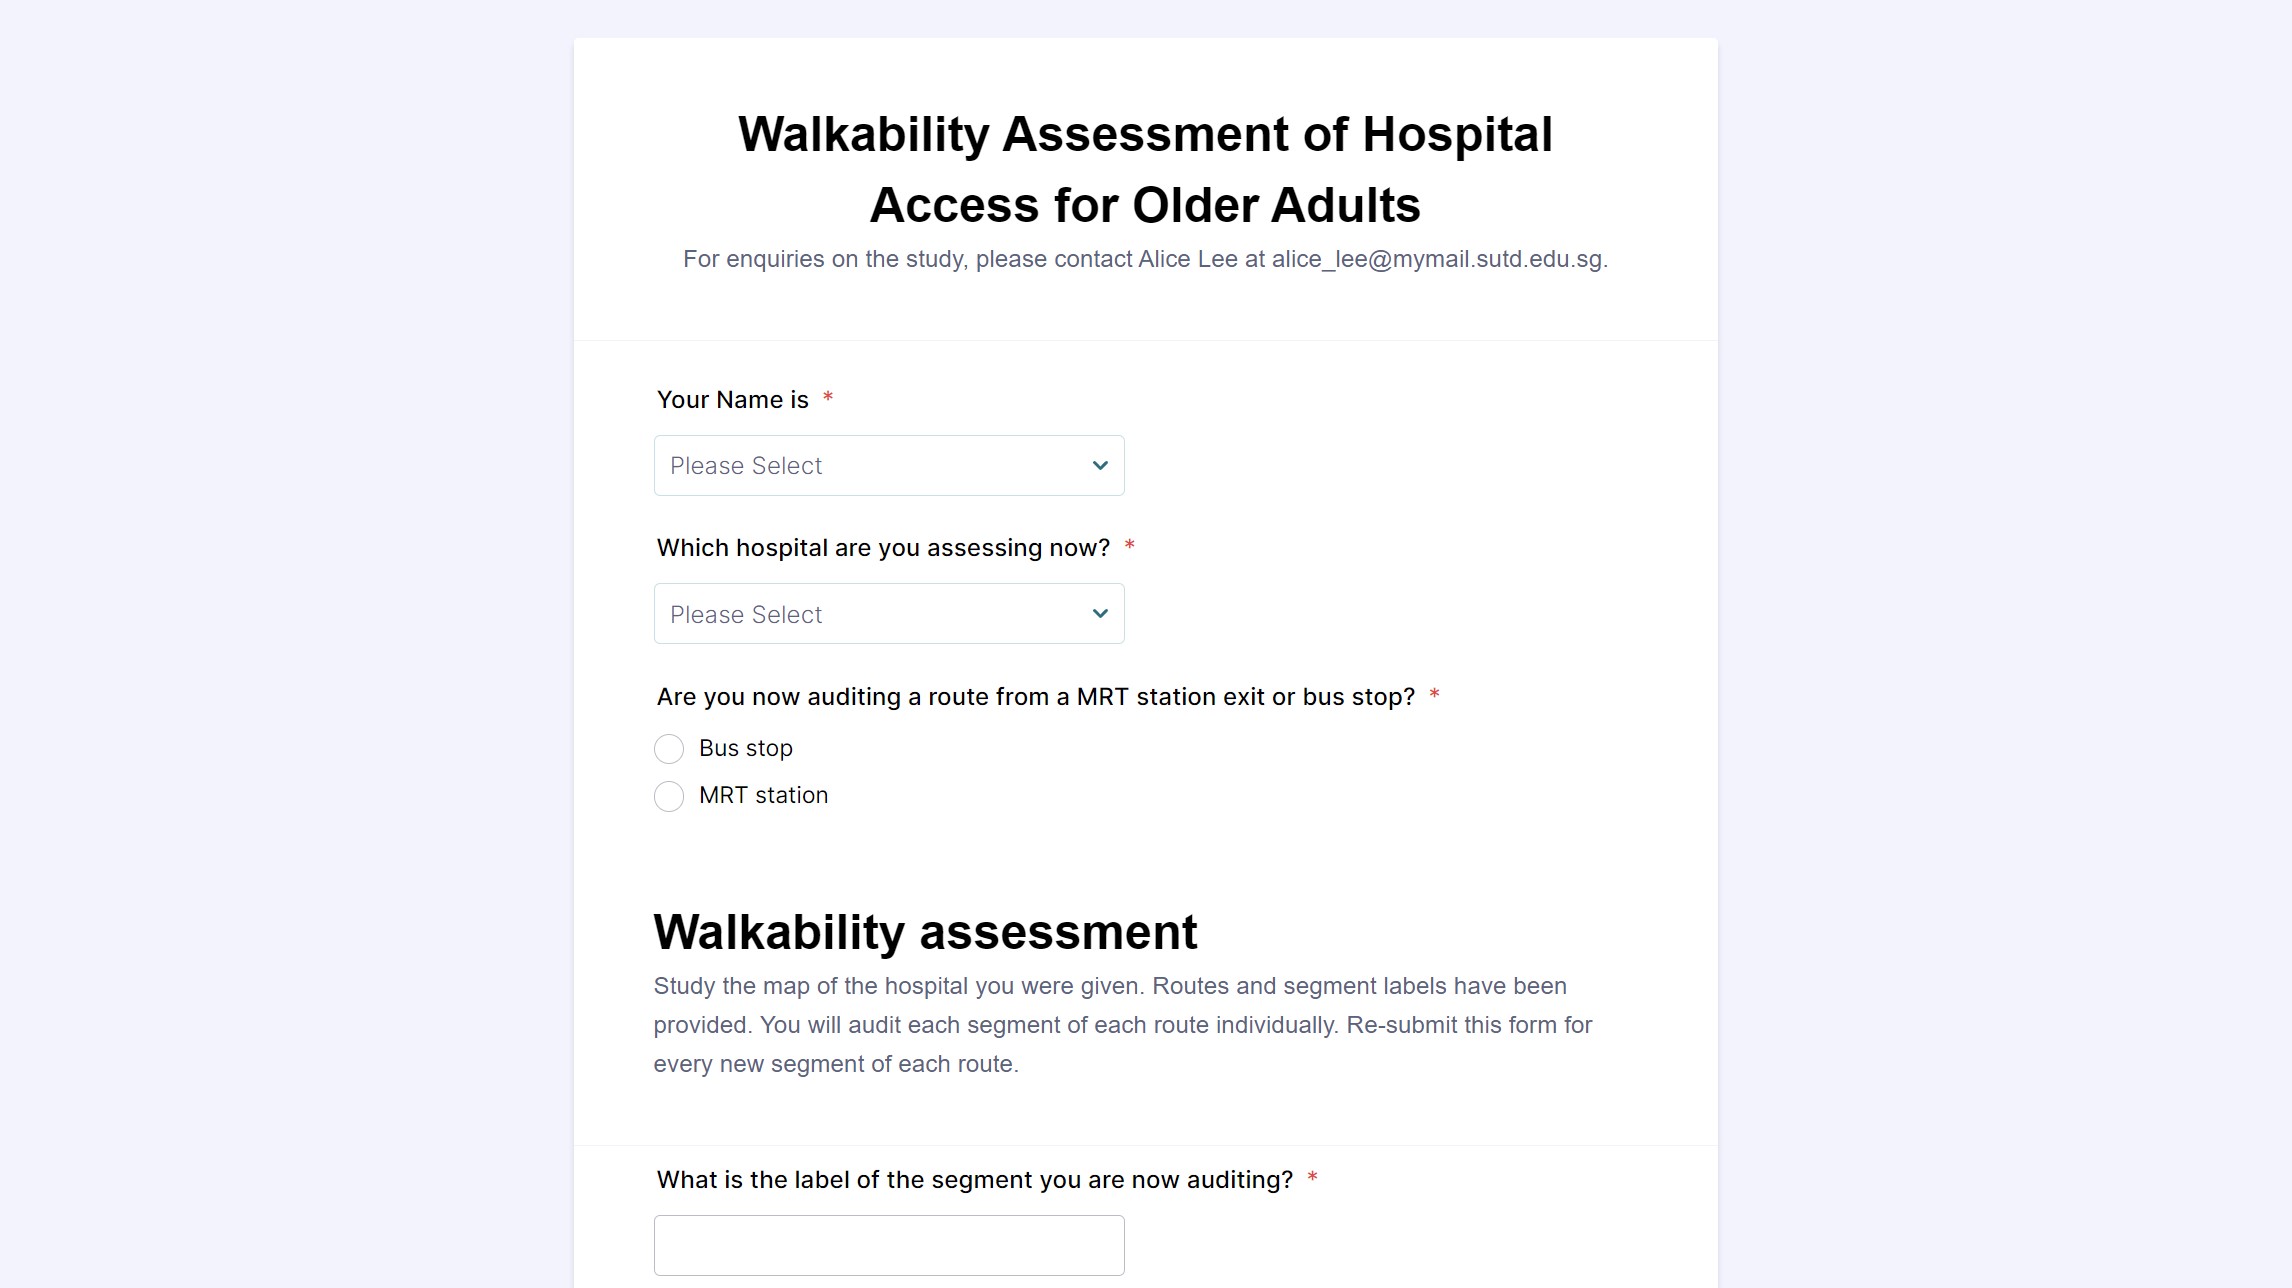 Walkability Assessment of Hospital
Access for Older Adults
For enquiries on the study, please contact Alice Lee at alice_lee@mymail.sutd.edu.sg.
Your Name is *
Please Select
Which hospital are you assessing now? *
Please Select
Are you now auditing a route from a MRT station exit or bus stop? *
Bus stop
MRT station
Walkability assessment
Study the map of the hospital you were given. Routes and segment labels have been
provided. You will audit each segment of each route individually. Re-submit this form for
every new segment of each route.
What is the label of the segment you are now auditing? *